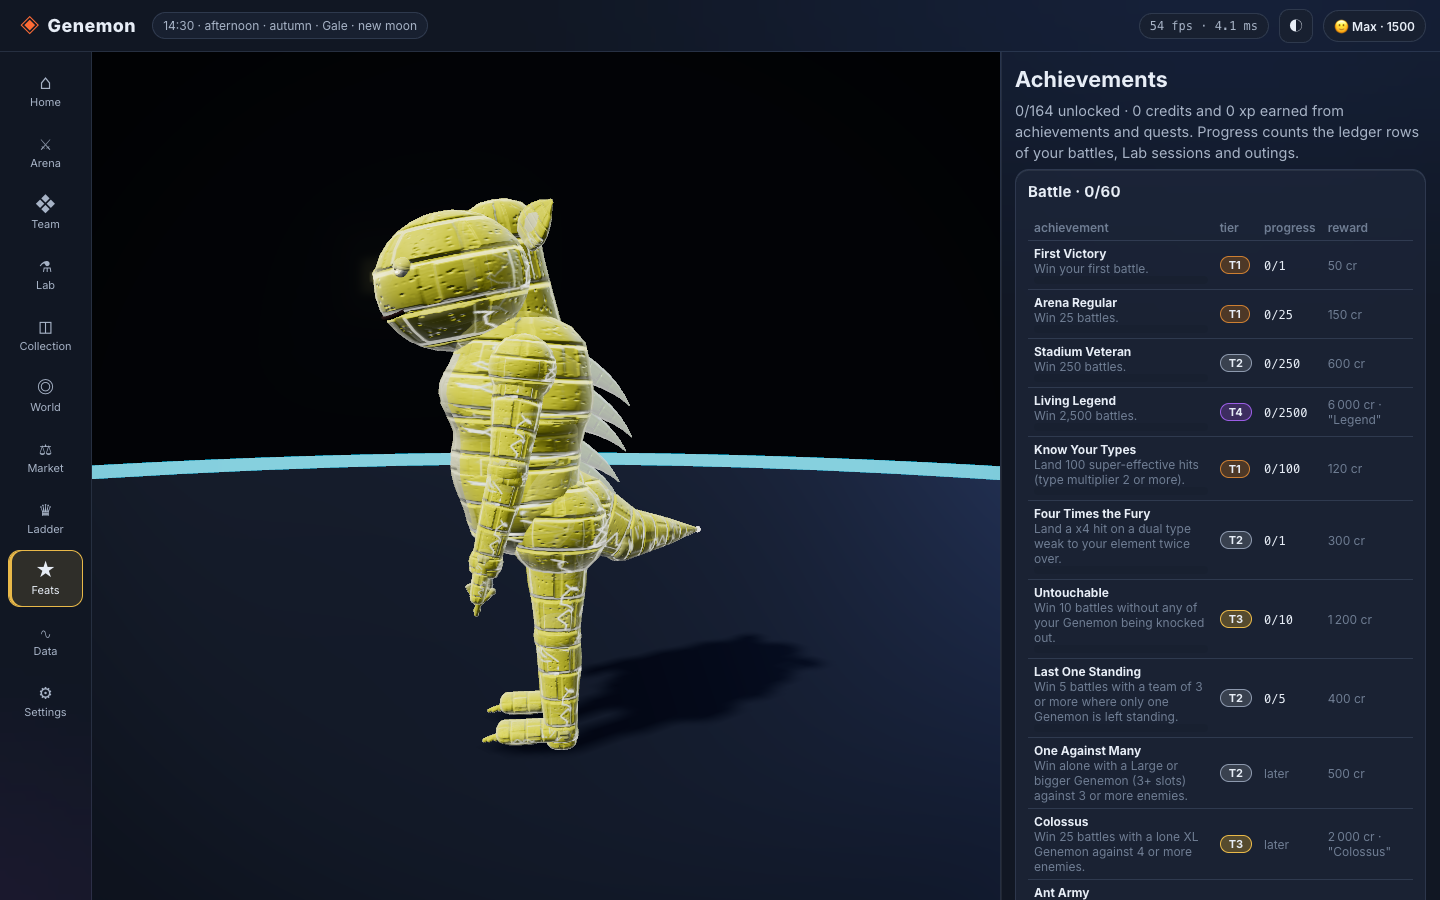 Genemon
14:30 · afternoon · autumn · Gale · new moon
54 fps · 4.1 ms
Max · 1500
Home
Arena
Team
Lab
Collection
World
Market
Ladder
Feats
Data
Settings
Achievements
0/164 unlocked · 0 credits and 0 xp earned from
achievements and quests. Progress counts the ledger rows
of your battles, Lab sessions and outings.
Battle · 0/60
achievement tier progress reward
First Victory
Win your first battle.
T1 0/1 50 cr
Arena Regular
Win 25 battles.
T1 0/25 150 cr
Stadium Veteran
Win 250 battles.
T2 0/250 600 cr
Living Legend
Win 2,500 battles.
T4 0/2500 6 000 cr ·
"Legend"
Know Your Types
Land 100 super-effective hits
(type multiplier 2 or more).
T1 0/100 120 cr
Four Times the Fury
Land a x4 hit on a dual type
weak to your element twice
over.
T2 0/1 300 cr
Untouchable
Win 10 battles without any of
your Genemon being knocked
out.
T3 0/10 1 200 cr
Last One Standing
Win 5 battles with a team of 3
or more where only one
Genemon is left standing.
T2 0/5 400 cr
One Against Many
Win alone with a Large or
bigger Genemon (3+ slots)
against 3 or more enemies.
T2 later 500 cr
Colossus
Win 25 battles with a lone XL
Genemon against 4 or more
enemies.
T3 later 2 000 cr ·
"Colossus"
Ant Army